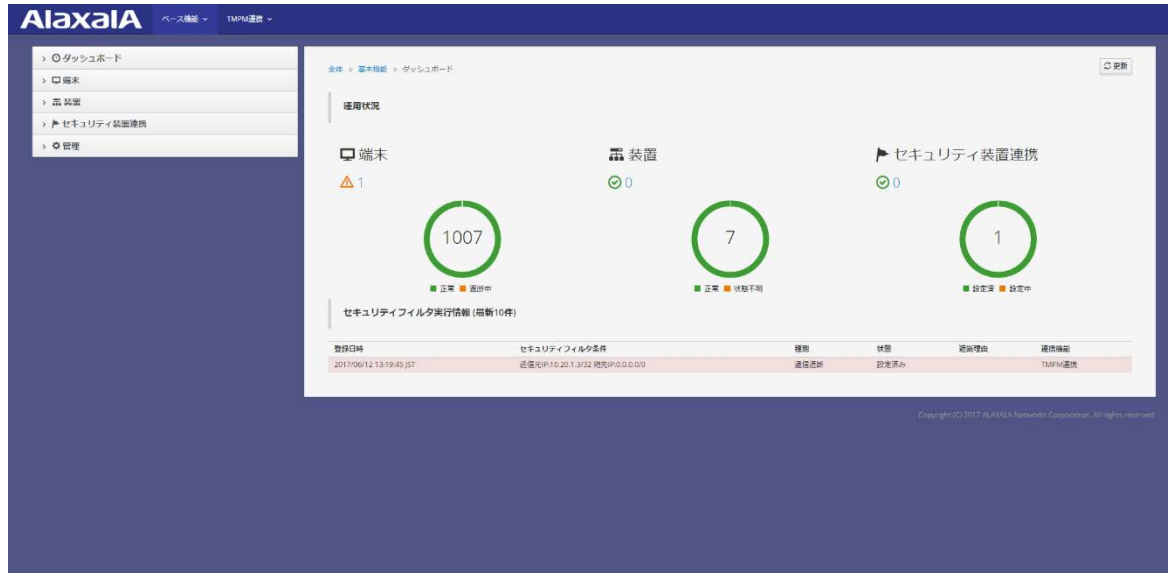 AlaxalA ベース機能 TMPM連携
ダッシュボード
端末
装置
セキュリティ装置連携
管理
全体 » 基本機能 » ダッシュボード
更新
運用状況
端末 装置 セキュリティ装置連携
1 0 0
1007 7 1
正常 遮断中 正常 状態不明 設定済 設定中
セキュリティフィルタ実行情報 (最新10件)
登録日時 セキュリティフィルタ条件 種別 状態 遮断理由 連携機能
2017/06/12 13:19:45 JST 送信元IP:10.20.1.3/32 宛先IP:0.0.0.0/0 通信遮断 設定済み TMPM連携
Copyright (C) 2017 ALAXALA Networks Corporation. All rights reserved.